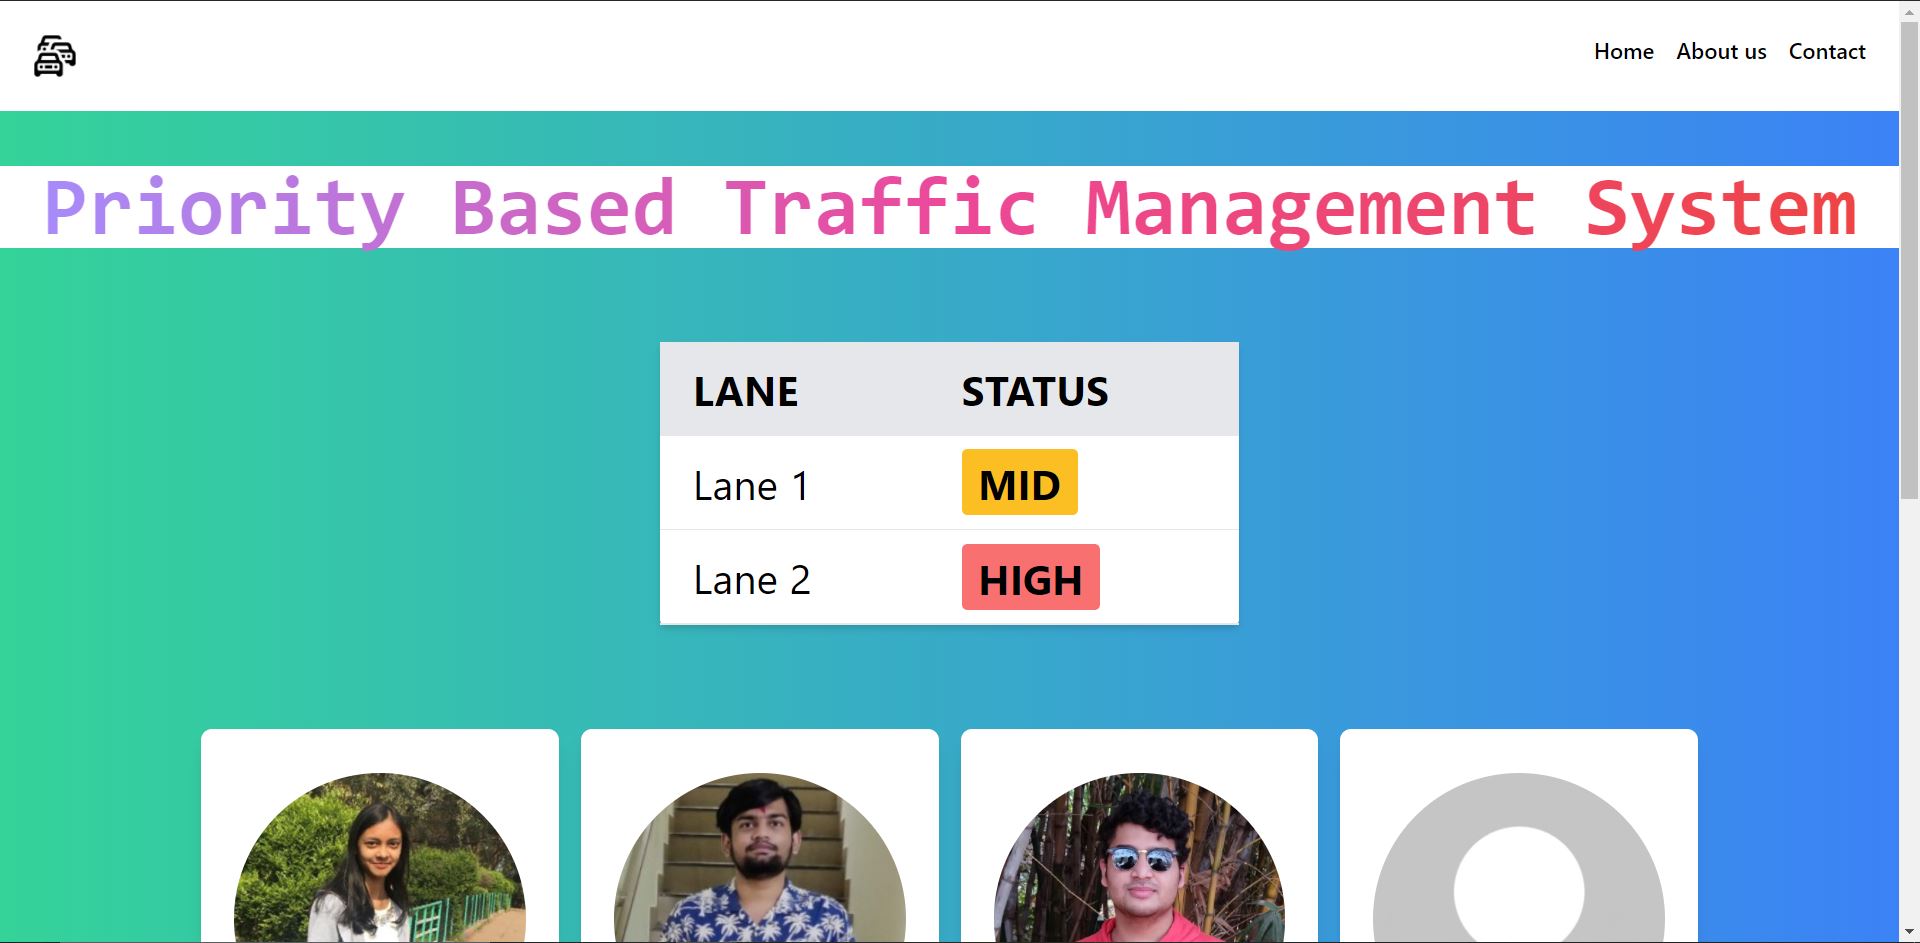 Home About us Contact
Priority Based Traffic Management System
LANE STATUS
Lane 1 MID
Lane 2 HIGH